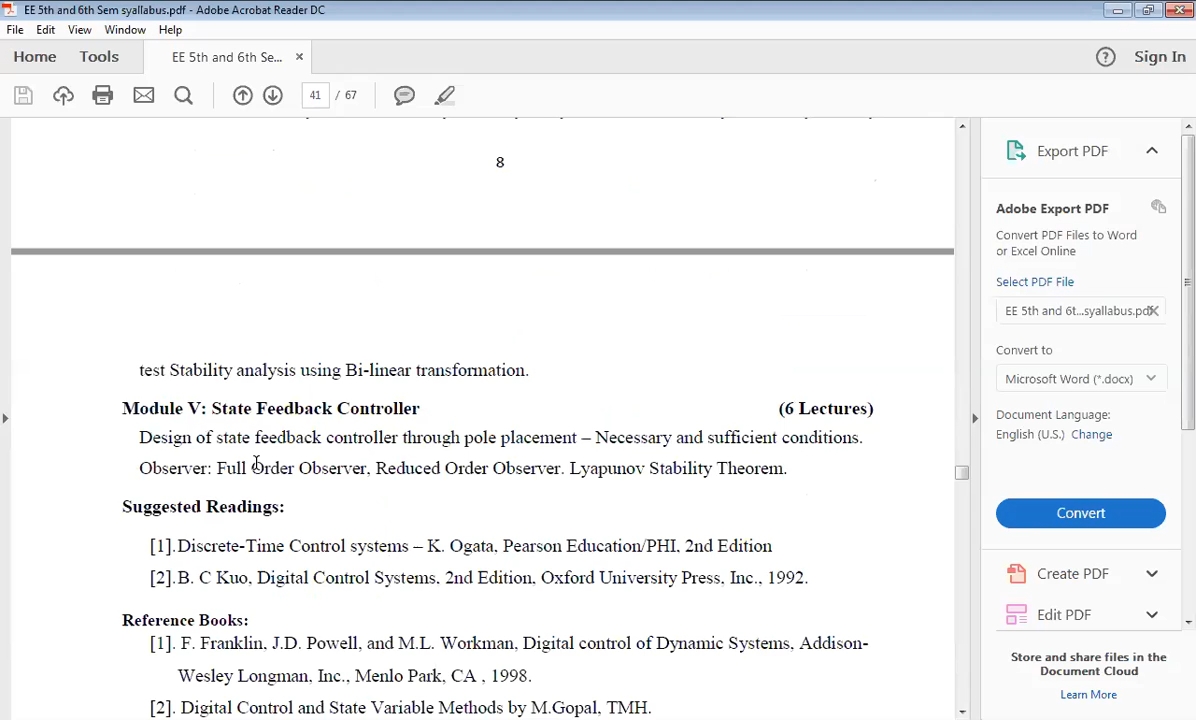 EE 5th and 6th Sem syallabus.pdf - Adobe Acrobat Reader DC
File Edit View Window Help
Home Tools EE 5th and 6th Se... × Sign In
41 / 67
8
test Stability analysis using Bi-linear transformation.
Module V: State Feedback Controller (6 Lectures)
Design of state feedback controller through pole placement – Necessary and sufficient conditions.
Observer: Full Order Observer, Reduced Order Observer. Lyapunov Stability Theorem.
Suggested Readings:
[1].Discrete-Time Control systems – K. Ogata, Pearson Education/PHI, 2nd Edition
[2].B. C Kuo, Digital Control Systems, 2nd Edition, Oxford University Press, Inc., 1992.
Reference Books:
[1]. F. Franklin, J.D. Powell, and M.L. Workman, Digital control of Dynamic Systems, Addison-
Wesley Longman, Inc., Menlo Park, CA , 1998.
[2]. Digital Control and State Variable Methods by M.Gopal, TMH.
Export PDF
Adobe Export PDF
Convert PDF Files to Word
or Excel Online
Select PDF File
EE 5th and 6t...syallabus.pdf
Convert to
Microsoft Word (*.docx)
Document Language:
English (U.S.) Change
Convert
Create PDF
Edit PDF
Store and share files in the
Document Cloud
Learn More